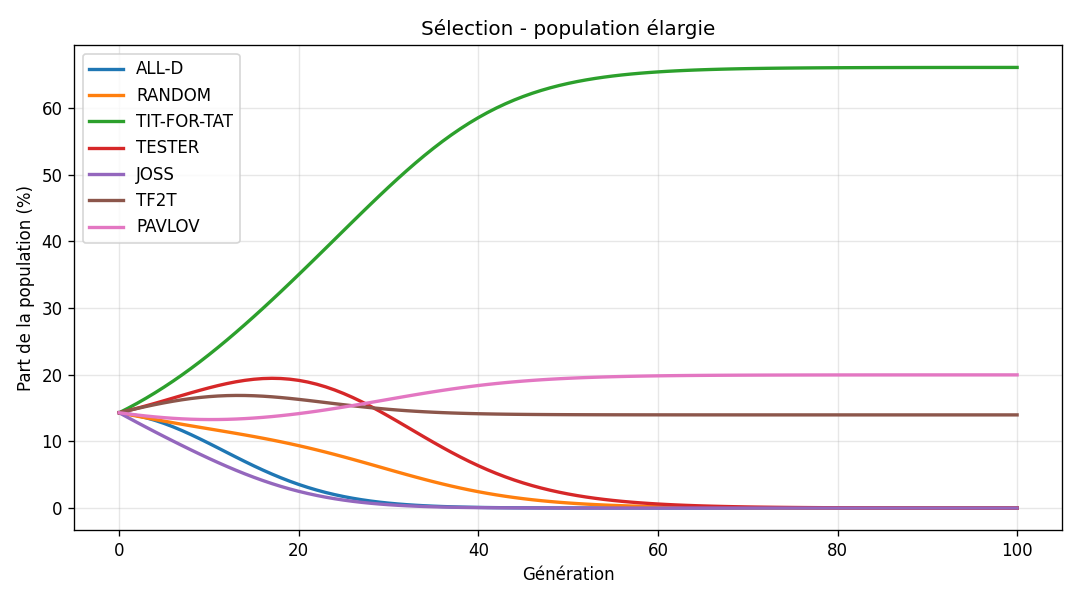 Sélection - population élargie
ALL-D
RANDOM
TIT-FOR-TAT
TESTER
JOSS
TF2T
PAVLOV
Part de la population (%)
60
50
40
30
20
10
0
0 20 40 60 80 100
Génération